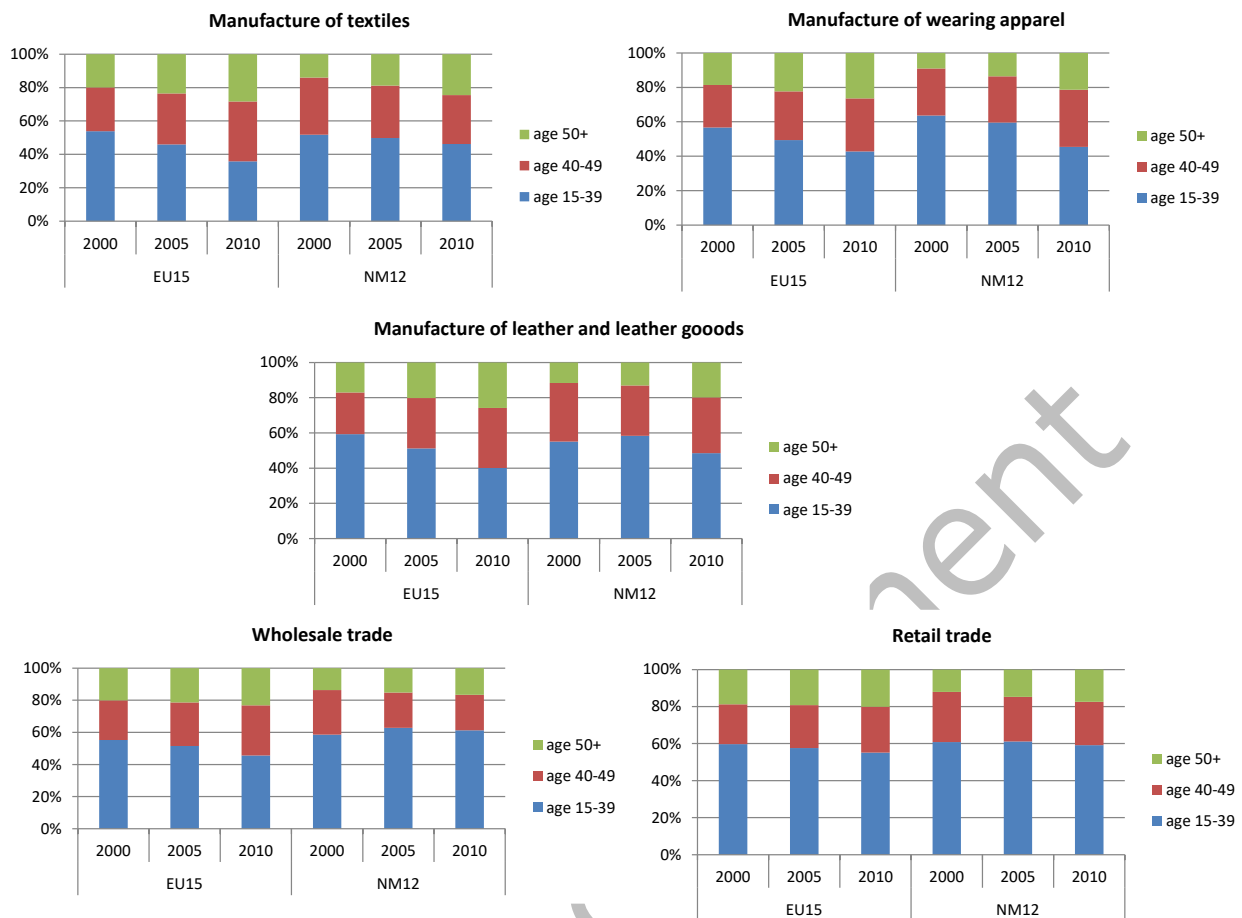 Manufacture of textiles
100%
80%
60%
40%
20%
0%
2000 2005 2010 2000 2005 2010
EU15 NM12
age 50+
age 40-49
age 15-39
Manufacture of wearing apparel
100%
80%
60%
40%
20%
0%
2000 2005 2010 2000 2005 2010
EU15 NM12
age 50+
age 40-49
age 15-39
Manufacture of leather and leather gooods
100%
80%
60%
40%
20%
0%
2000 2005 2010 2000 2005 2010
EU15 NM12
age 50+
age 40-49
age 15-39
Wholesale trade
100%
80%
60%
40%
20%
0%
2000 2005 2010 2000 2005 2010
EU15 NM12
age 50+
age 40-49
age 15-39
Retail trade
100%
80%
60%
40%
20%
0%
2000 2005 2010 2000 2005 2010
EU15 NM12
age 50+
age 40-49
age 15-39